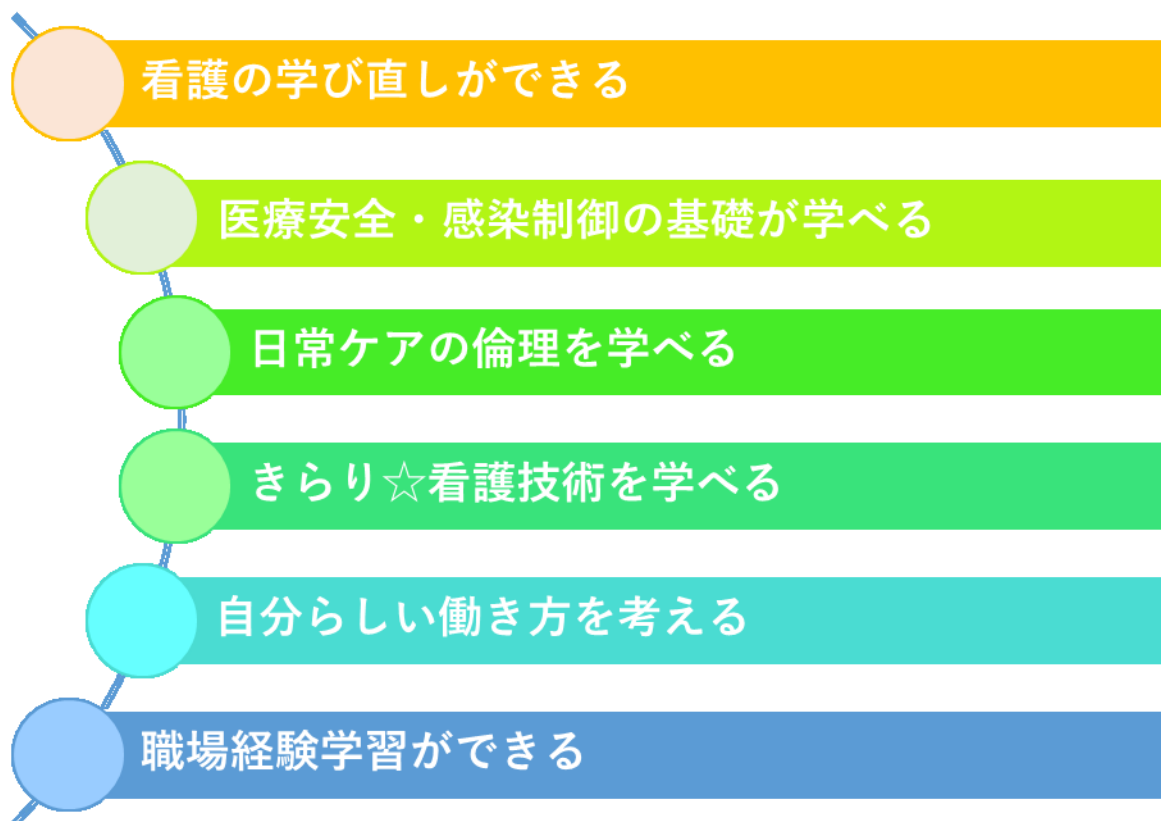 看護の学び直しができる
医療安全・感染制御の基礎が学べる
日常ケアの倫理を学べる
きらり☆看護技術を学べる
自分らしい働き方を考える
職場経験学習ができる